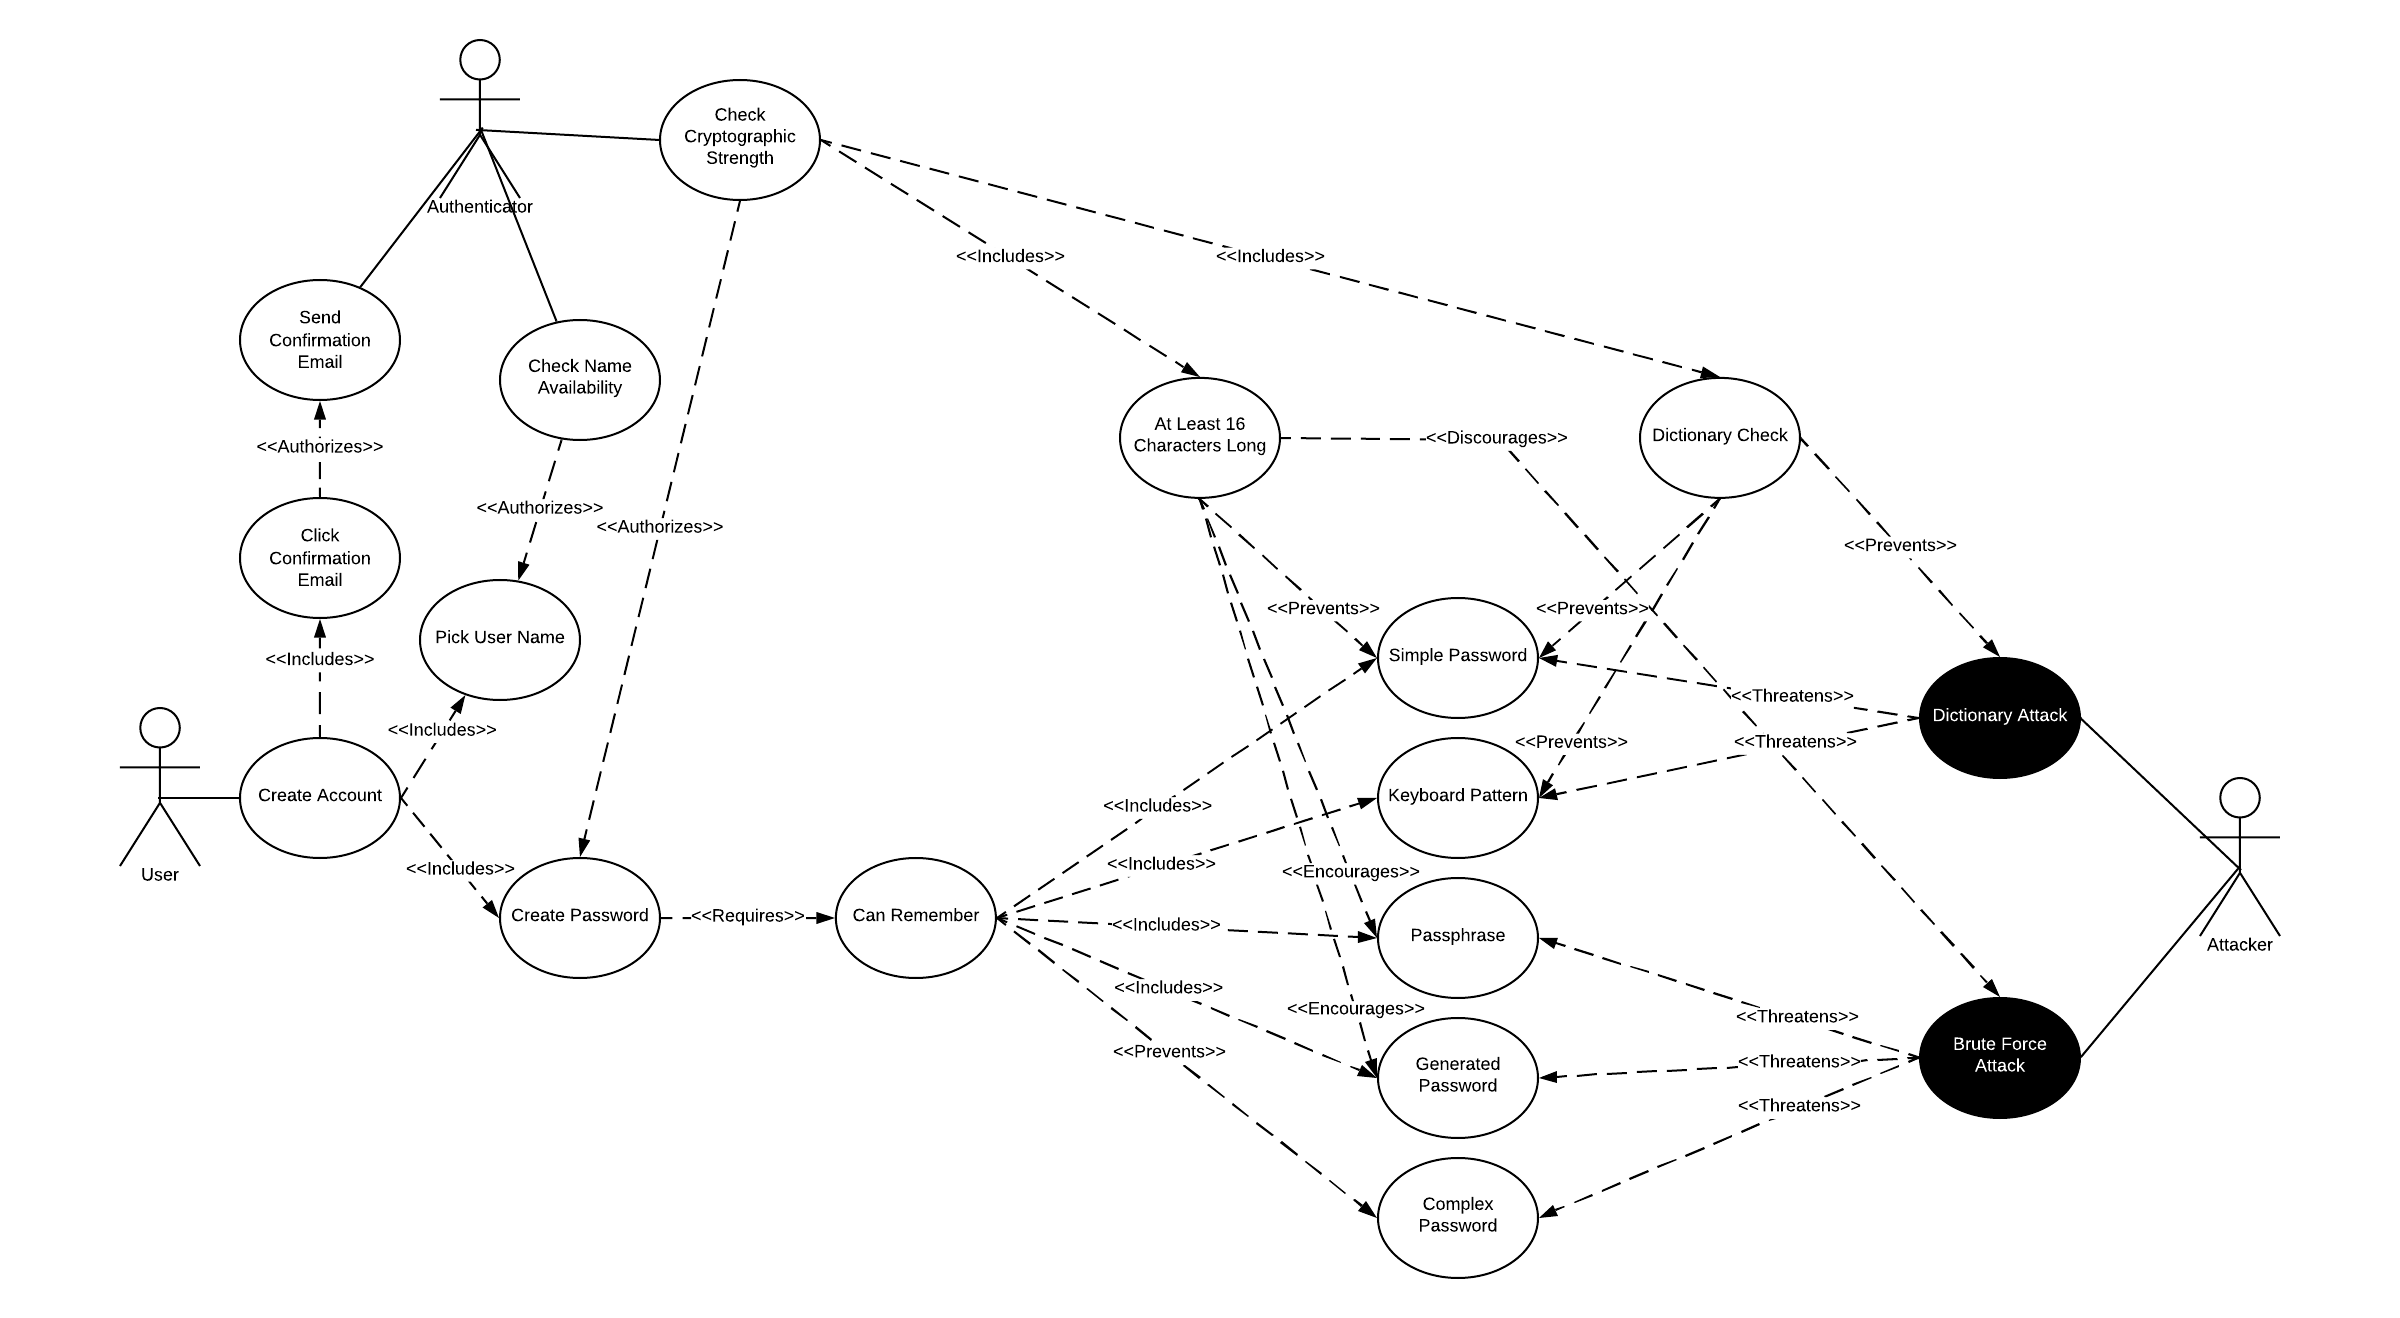 Check
Cryptographic
Strength
Authenticator
<<Includes>>
<<Includes>>
Send
Confirmation
Email
Check Name
Availability
At Least 16
Characters Long
<<Discourages>>
Dictionary Check
<<Authorizes>>
<<Authorizes>>
<<Authorizes>>
Click
Confirmation
Email
<<Prevents>>
<<Prevents>>
<<Prevents>>
Pick User Name
<<Includes>>
Simple Password
<<Threatens>>
Dictionary Attack
<<Includes>>
<<Prevents>>
<<Threatens>>
Create Account
Keyboard Pattern
<<Includes>>
User
<<Includes>>
<<Includes>>
<<Encourages>>
Create Password
<<Requires>>
Can Remember
<<Includes>>
Passphrase
Attacker
<<Includes>>
<<Encourages>>
<<Threatens>>
Brute Force
Attack
<<Prevents>>
Generated
Password
<<Threatens>>
<<Threatens>>
Complex
Password